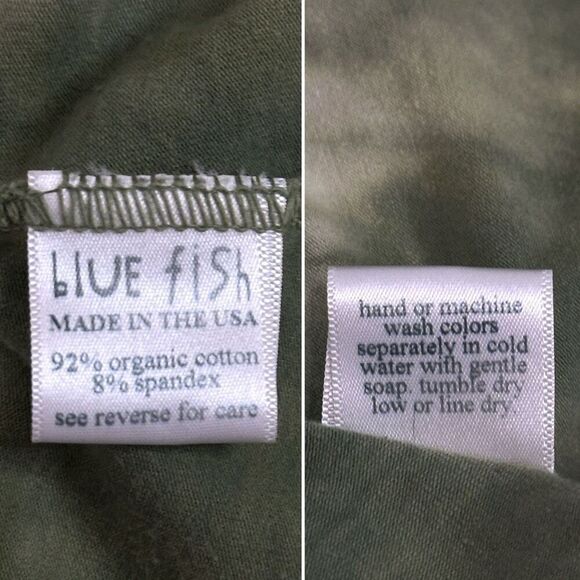 bLUE fiSh
MADE IN THE USA
92% organic cotton
8% spandex
see reverse for care
hand or machine
wash colors
separately in cold
water with gentle
soap. tumble dry
low or line dry.